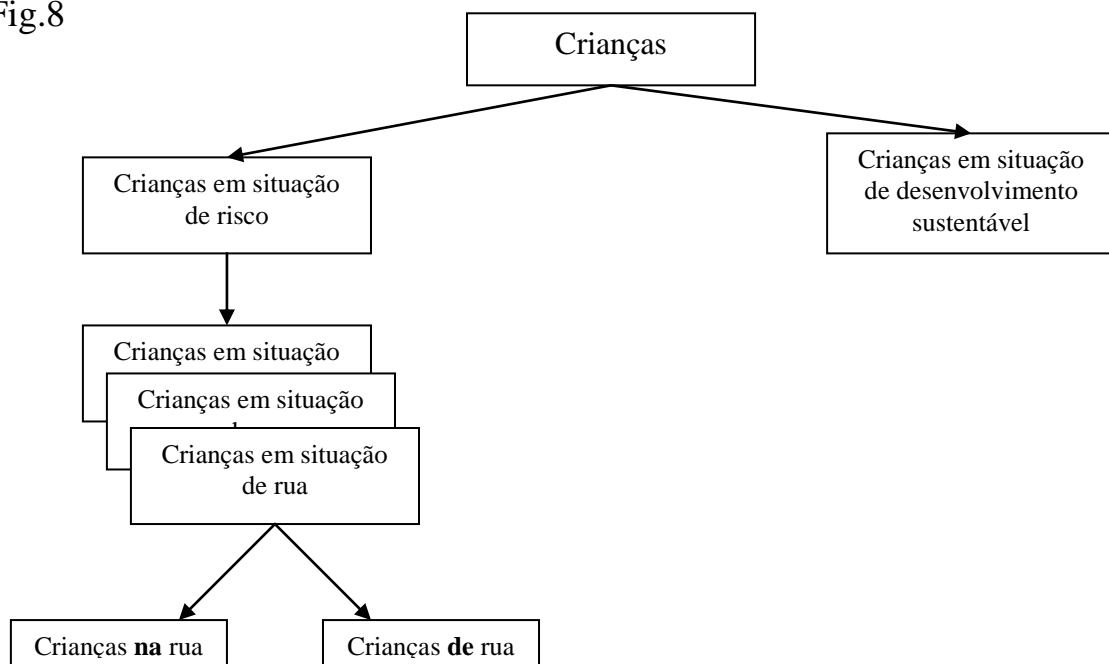 Fig.8
Crianças
Crianças em situação
de risco
Crianças em situação
de desenvolvimento
sustentável
Crianças em situação
Crianças em situação
Crianças em situação
de rua
Crianças na rua
Crianças de rua